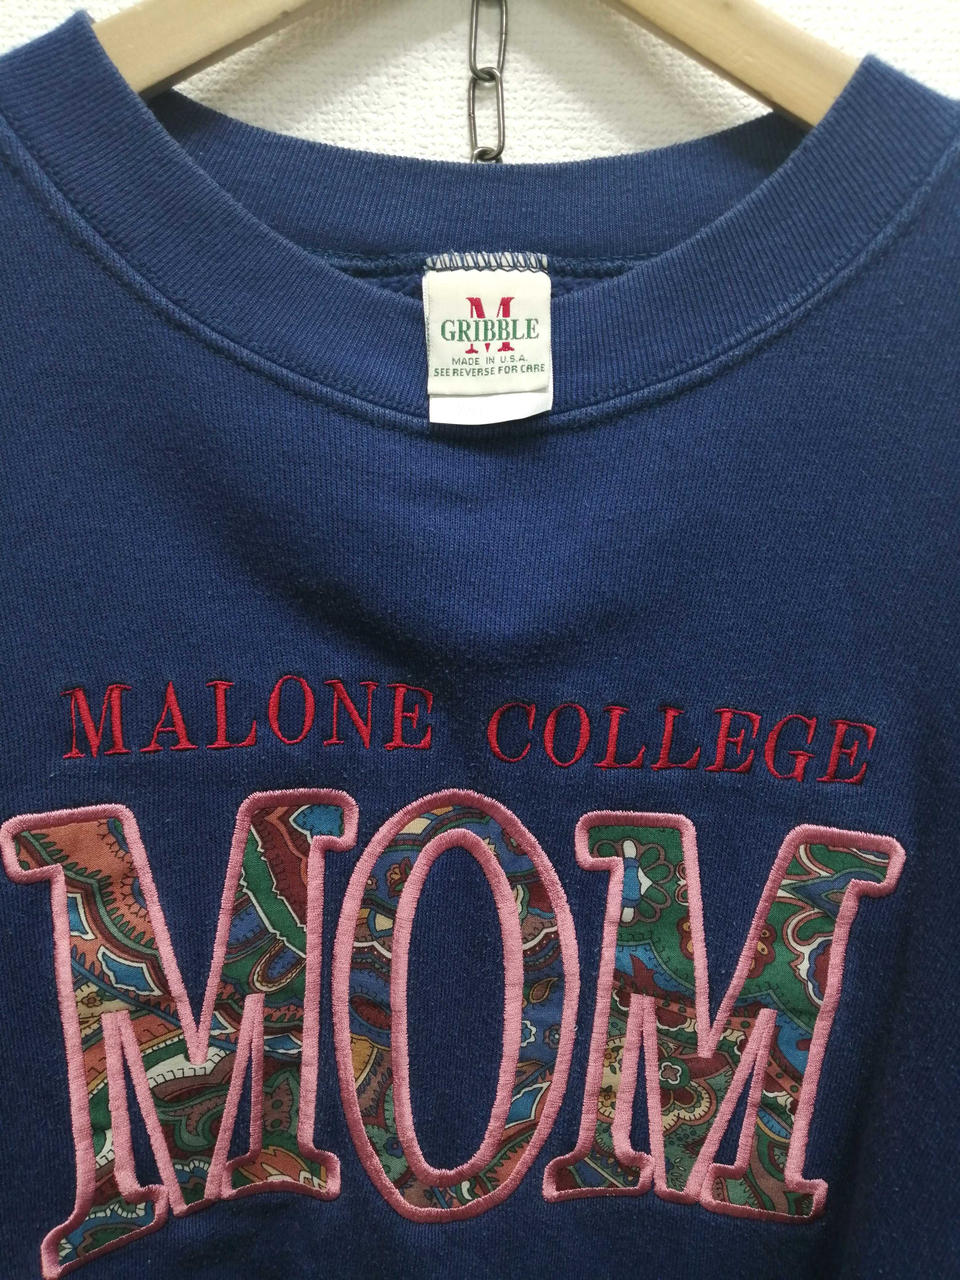 M
GRIBBLE
MADE IN U.S.A.
SEE REVERSE FOR CARE
MALONE COLLEGE
MOM